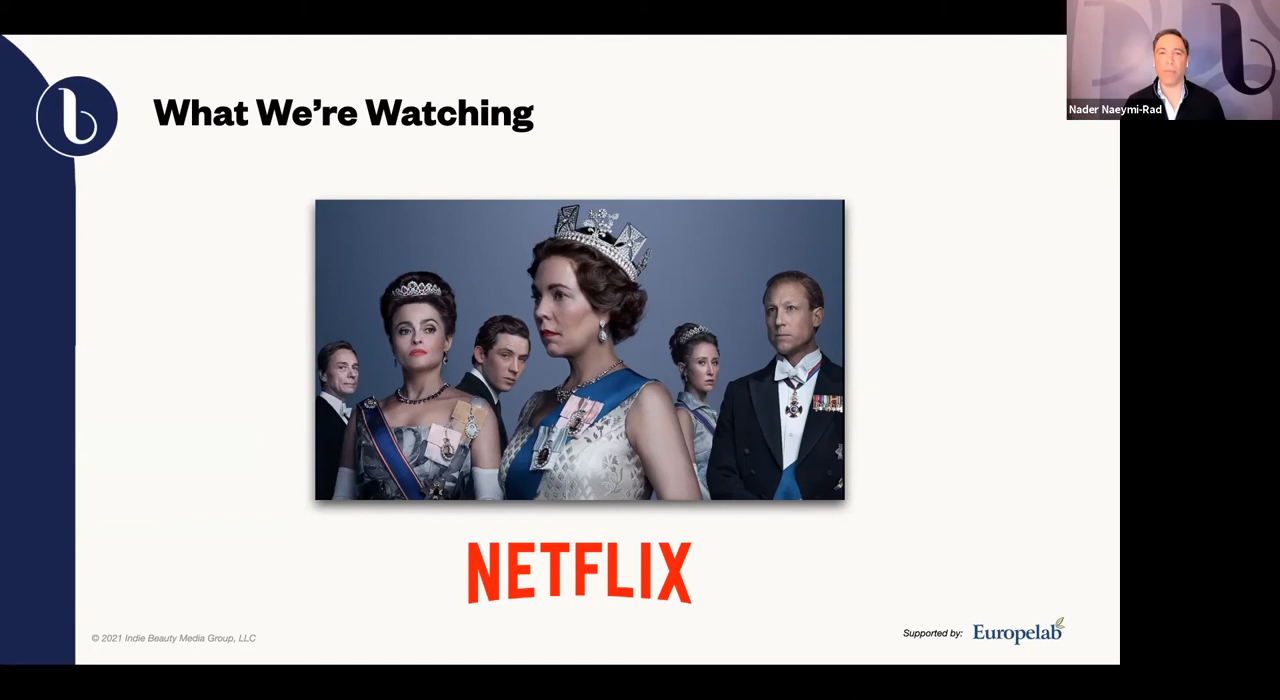 What We're Watching
Nader Naeymi-Rad
NETFLIX
© 2021 Indie Beauty Media Group, LLC
Supported by: Europelab